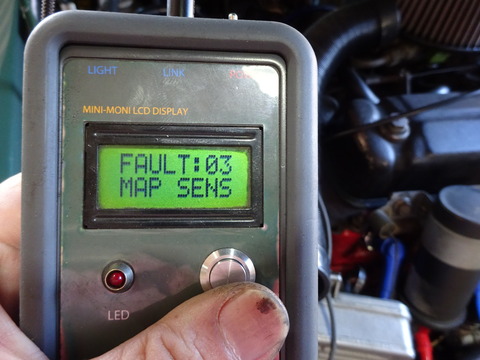 LIGHT LINK
MINI-MONI LCD DISPLAY
FAULT:03
MAP SENS
LED